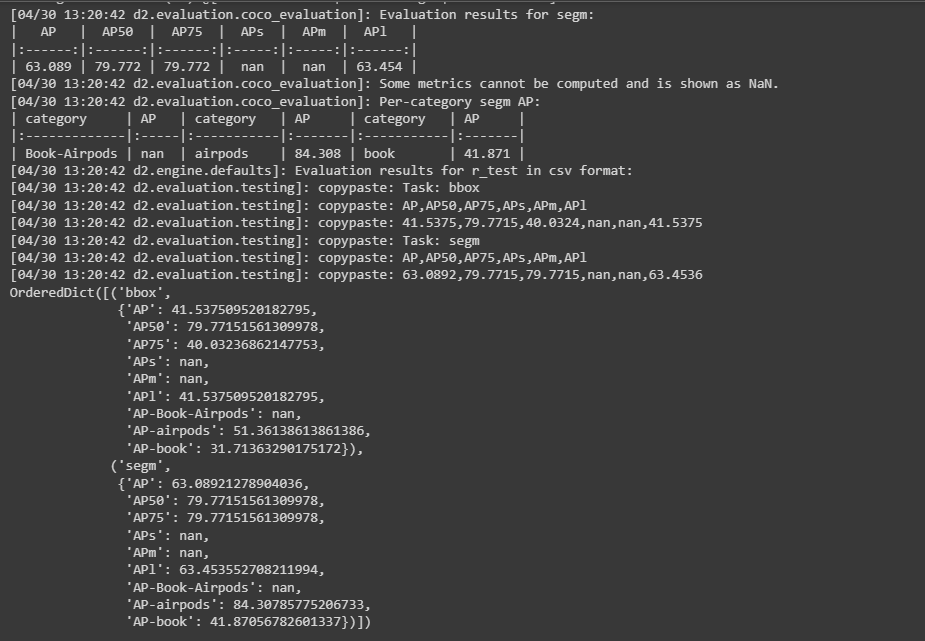 [04/30 13:20:42 d2.evaluation.coco_evaluation]: Evaluation results for segm:
|   AP   |  AP50  |  AP75  |  APs  |  APm  |  APl   |
|:------:|:------:|:------:|:-----:|:-----:|:------:|
| 63.089 | 79.772 | 79.772 |  nan  |  nan  | 63.454 |
[04/30 13:20:42 d2.evaluation.coco_evaluation]: Some metrics cannot be computed and is shown as NaN.
[04/30 13:20:42 d2.evaluation.coco_evaluation]: Per-category segm AP:
| category     | AP   | category   | AP     | category   | AP     |
|:-------------|:-----|:-----------|:-------|:-----------|:-------|
| Book-Airpods | nan  | airpods    | 84.308 | book       | 41.871 |
[04/30 13:20:42 d2.engine.defaults]: Evaluation results for r_test in csv format:
[04/30 13:20:42 d2.evaluation.testing]: copypaste: Task: bbox
[04/30 13:20:42 d2.evaluation.testing]: copypaste: AP,AP50,AP75,APs,APm,APl
[04/30 13:20:42 d2.evaluation.testing]: copypaste: 41.5375,79.7715,40.0324,nan,nan,41.5375
[04/30 13:20:42 d2.evaluation.testing]: copypaste: Task: segm
[04/30 13:20:42 d2.evaluation.testing]: copypaste: AP,AP50,AP75,APs,APm,APl
[04/30 13:20:42 d2.evaluation.testing]: copypaste: 63.0892,79.7715,79.7715,nan,nan,63.4536
OrderedDict([('bbox',
{'AP': 41.537509520182795,
'AP50': 79.77151561309978,
'AP75': 40.03236862147753,
'APs': nan,
'APm': nan,
'APl': 41.537509520182795,
'AP-Book-Airpods': nan,
'AP-airpods': 51.36138613861386,
'AP-book': 31.71363290175172}),
('segm',
{'AP': 63.08921278904036,
'AP50': 79.77151561309978,
'AP75': 79.77151561309978,
'APs': nan,
'APm': nan,
'APl': 63.453552708211994,
'AP-Book-Airpods': nan,
'AP-airpods': 84.30785775206733,
'AP-book': 41.87056782601337})])